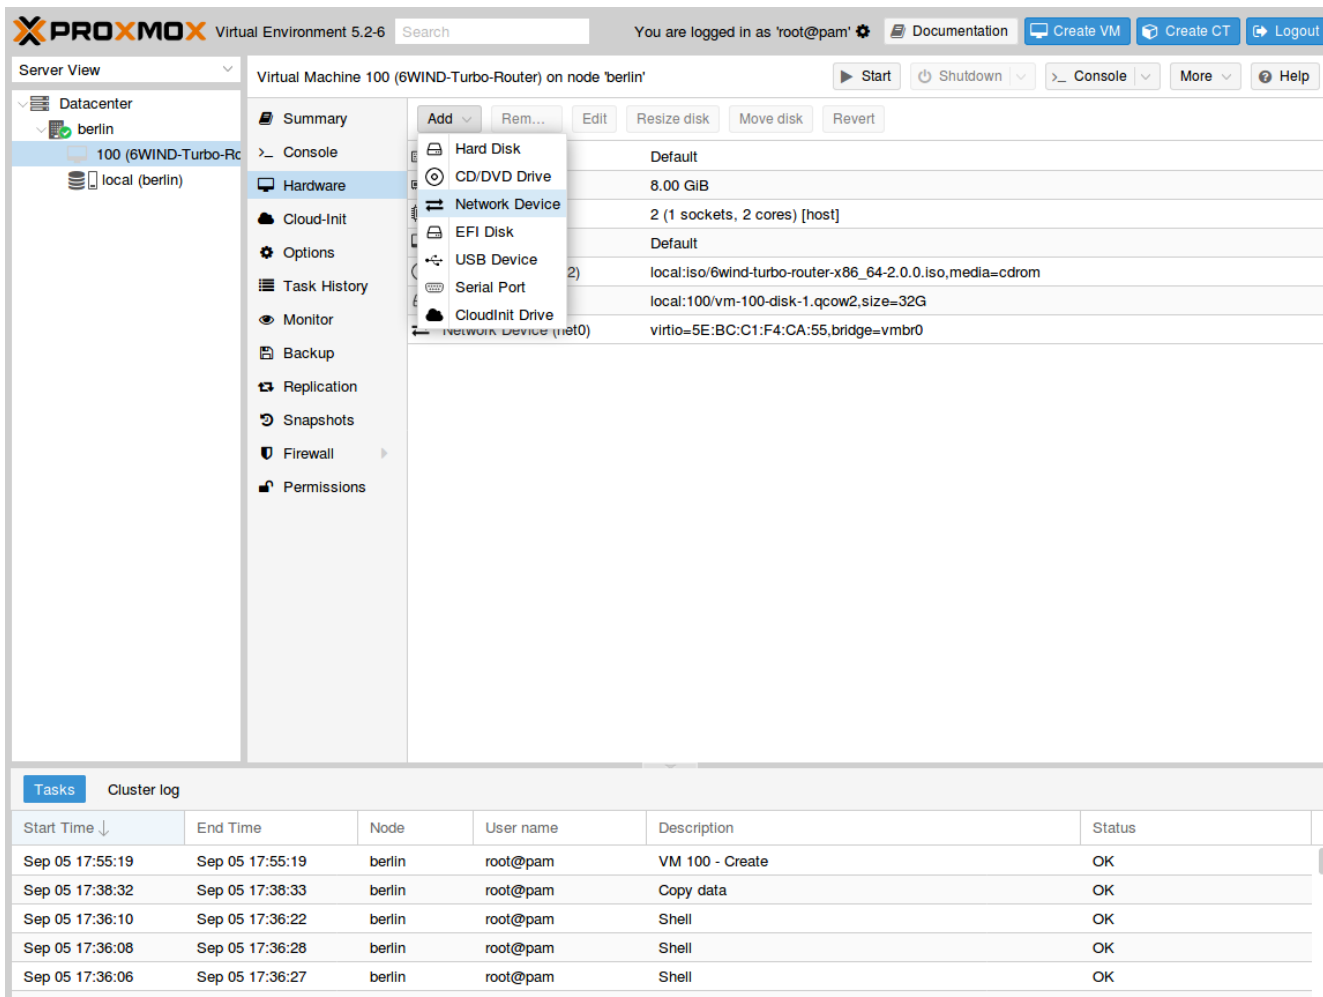 PROXMOX Virtual Environment 5.2-6 Search You are logged in as 'root@pam' Documentation Create VM Create CT Logout
Server View
Virtual Machine 100 (6WIND-Turbo-Router) on node 'berlin' Start Shutdown Console More Help
Datacenter
berlin
100 (6WIND-Turbo-Ro
local (berlin)
Summary
Console
Hardware
Cloud-Init
Options
Task History
Monitor
Backup
Replication
Snapshots
Firewall
Permissions
Add Rem... Edit Resize disk Move disk Revert
Hard Disk
CD/DVD Drive
Network Device
EFI Disk
USB Device
Serial Port
CloudInit Drive
Default
8.00 GiB
2 (1 sockets, 2 cores) [host]
Default
2) local:iso/6wind-turbo-router-x86_64-2.0.0.iso,media=cdrom
local:100/vm-100-disk-1.qcow2,size=32G
Network Device (net0) virtio=5E:BC:C1:F4:CA:55,bridge=vmbr0
Tasks Cluster log
Start Time End Time Node User name Description Status
Sep 05 17:55:19 Sep 05 17:55:19 berlin root@pam VM 100 - Create OK
Sep 05 17:38:32 Sep 05 17:38:33 berlin root@pam Copy data OK
Sep 05 17:36:10 Sep 05 17:36:22 berlin root@pam Shell OK
Sep 05 17:36:08 Sep 05 17:36:28 berlin root@pam Shell OK
Sep 05 17:36:06 Sep 05 17:36:27 berlin root@pam Shell OK